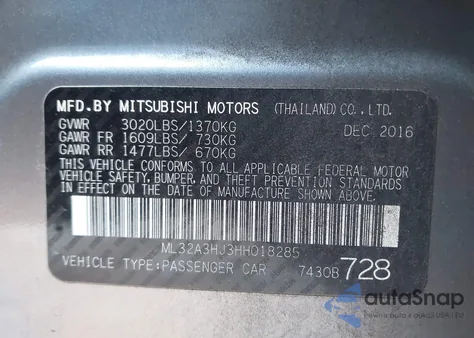 MFD.BY MITSUBISHI MOTORS (THAILAND) CO., LTD.
GVWR 3020LBS/1370KG DEC 2016
GAWR FR 1609LBS/ 730KG
GAWR RR 1477LBS/ 670KG
THIS VEHICLE CONFORMS TO ALL APPLICABLE FEDERAL MOTOR
VEHICLE SAFETY, BUMPER, AND THEFT PREVENTION STANDARDS
IN EFFECT ON THE DATE OF MANUFACTURE SHOWN ABOVE.
ML32A3HJ3HH018285
VEHICLE TYPE:PASSENGER CAR 74308 728
autoSnap